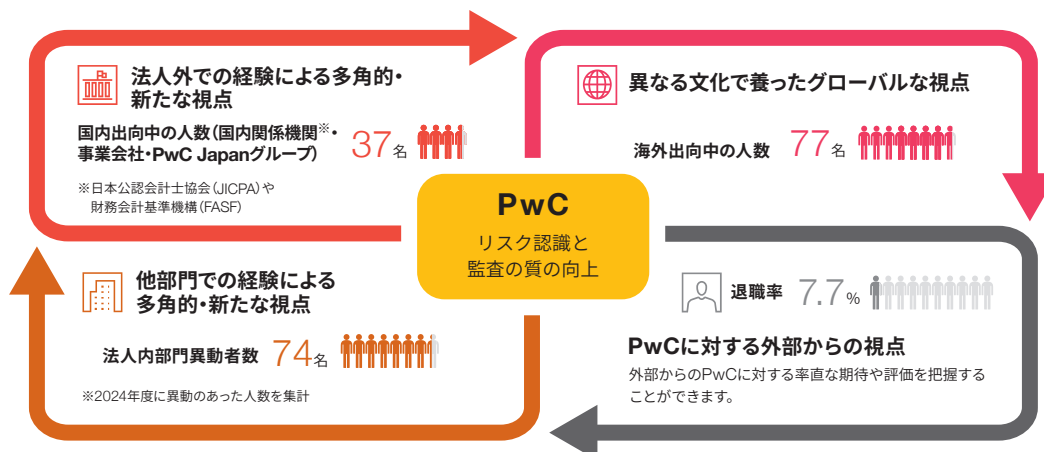 法人外での経験による多角的・
新たな視点
国内出向中の人数(国内関係機関※・
事業会社・PwC Japanグループ)
37名
※日本公認会計士協会(JICPA)や
財務会計基準機構(FASF)
異なる文化で養ったグローバルな視点
海外出向中の人数 77名
PwC
リスク認識と
監査の質の向上
他部門での経験による
多角的・新たな視点
法人内部門異動者数 74名
※2024年度に異動のあった人数を集計
退職率 7.7%
PwCに対する外部からの視点
外部からのPwCに対する率直な期待や評価を把握する
ことができます。